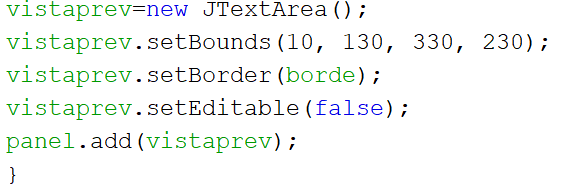 vistaprev=new JTextArea();
vistaprev.setBounds(10, 130, 330, 230);
vistaprev.setBorder(borde);
vistaprev.setEditable(false);
panel.add(vistaprev);
}